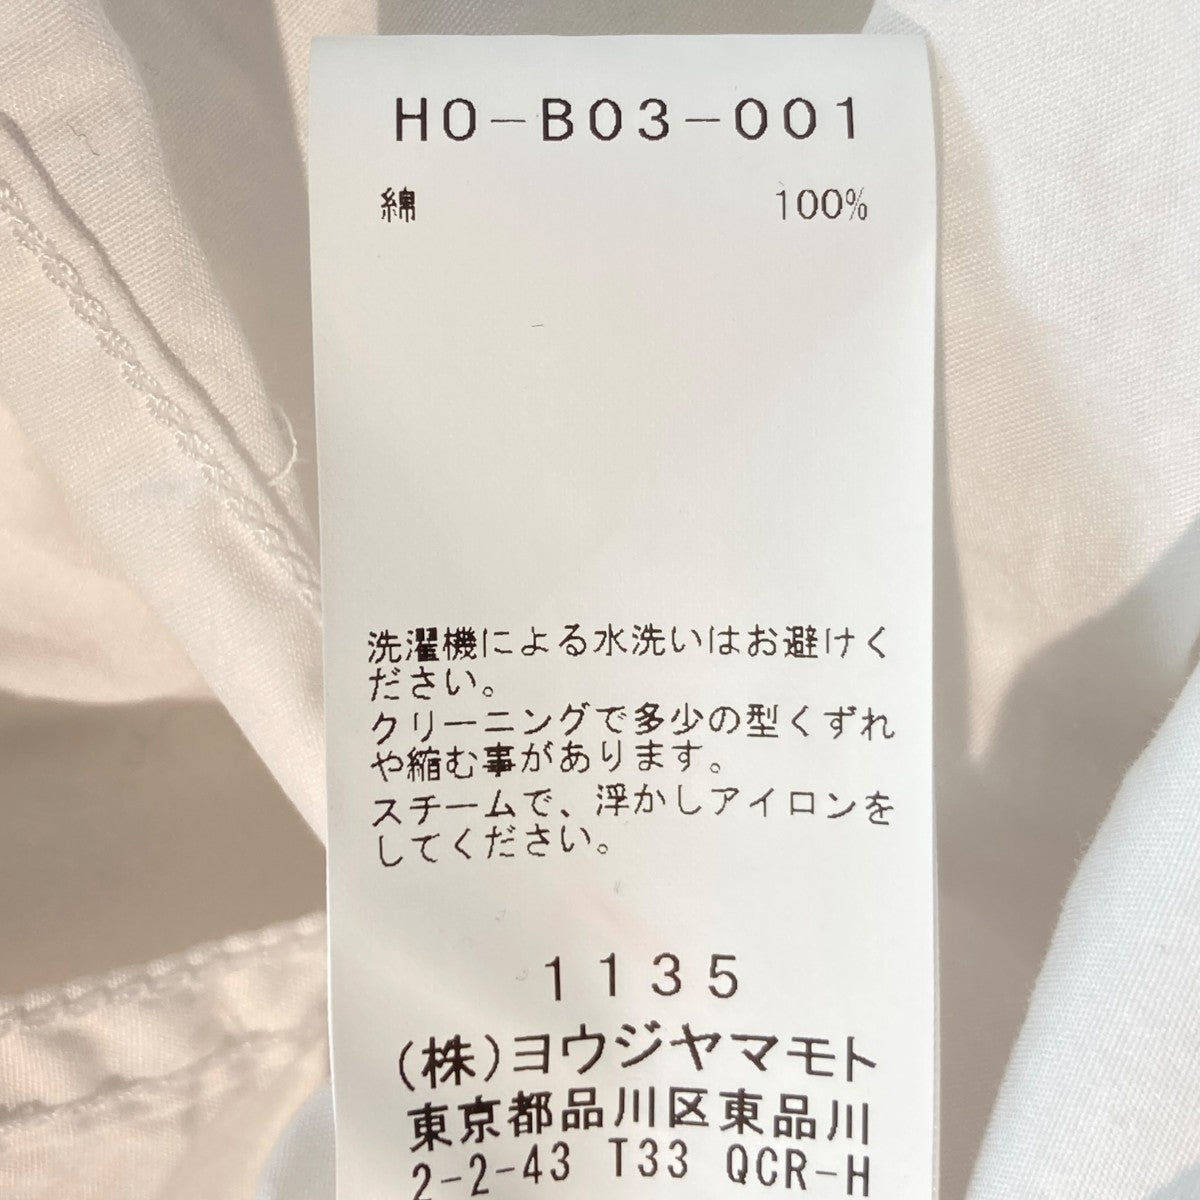 HO-B03-001
綿 100%
洗濯機による水洗いはお避けく
ださい。
クリーニングで多少の型くずれ
や縮む事があります。
スチームで、浮かしアイロンを
してください。
1135
(株)ヨウジヤマモト
東京都品川区東品川
2-2-43 T33 QCR-H